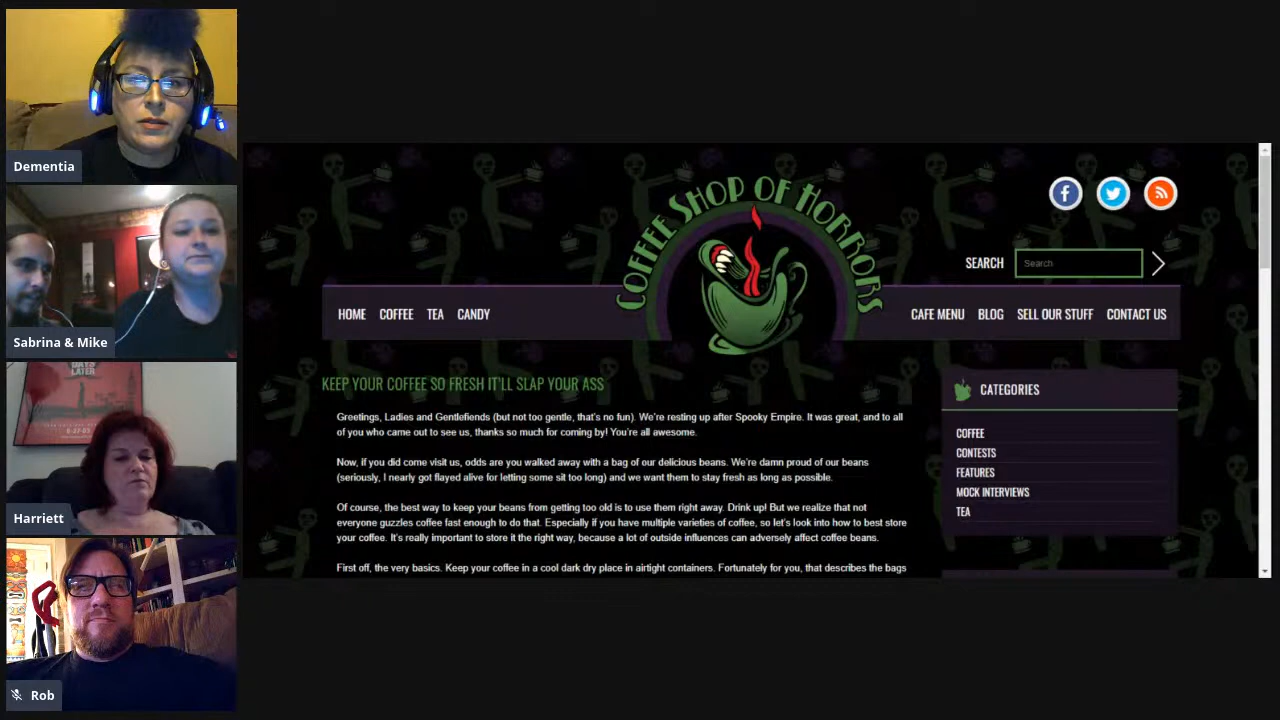 Dementia
Sabrina & Mike
DAYS
LATER
Harriett
Rob
COFFEE SHOP OF HORRORS
SEARCH
Search
HOME COFFEE TEA CANDY
CAFE MENU BLOG SELL OUR STUFF CONTACT US
KEEP YOUR COFFEE SO FRESH IT'LL SLAP YOUR ASS
Greetings, Ladies and Gentlefiends (but not too gentle, that's no fun). We're resting up after Spooky Empire. It was great, and to all
of you who came out to see us, thanks so much for coming by! You're all awesome.
Now, if you did come visit us, odds are you walked away with a bag of our delicious beans. We're damn proud of our beans
(seriously, I nearly got flayed alive for letting some sit too long) and we want them to stay fresh as long as possible.
Of course, the best way to keep your beans from getting too old is to use them right away. Drink up! But we realize that not
everyone guzzles coffee fast enough to do that. Especially if you have multiple varieties of coffee, so let's look into how to best store
your coffee. It's really important to store it the right way, because a lot of outside influences can adversely affect coffee beans.
First off, the very basics. Keep your coffee in a cool dark dry place in airtight containers. Fortunately for you, that describes the bags
CATEGORIES
COFFEE
CONTESTS
FEATURES
MOCK INTERVIEWS
TEA